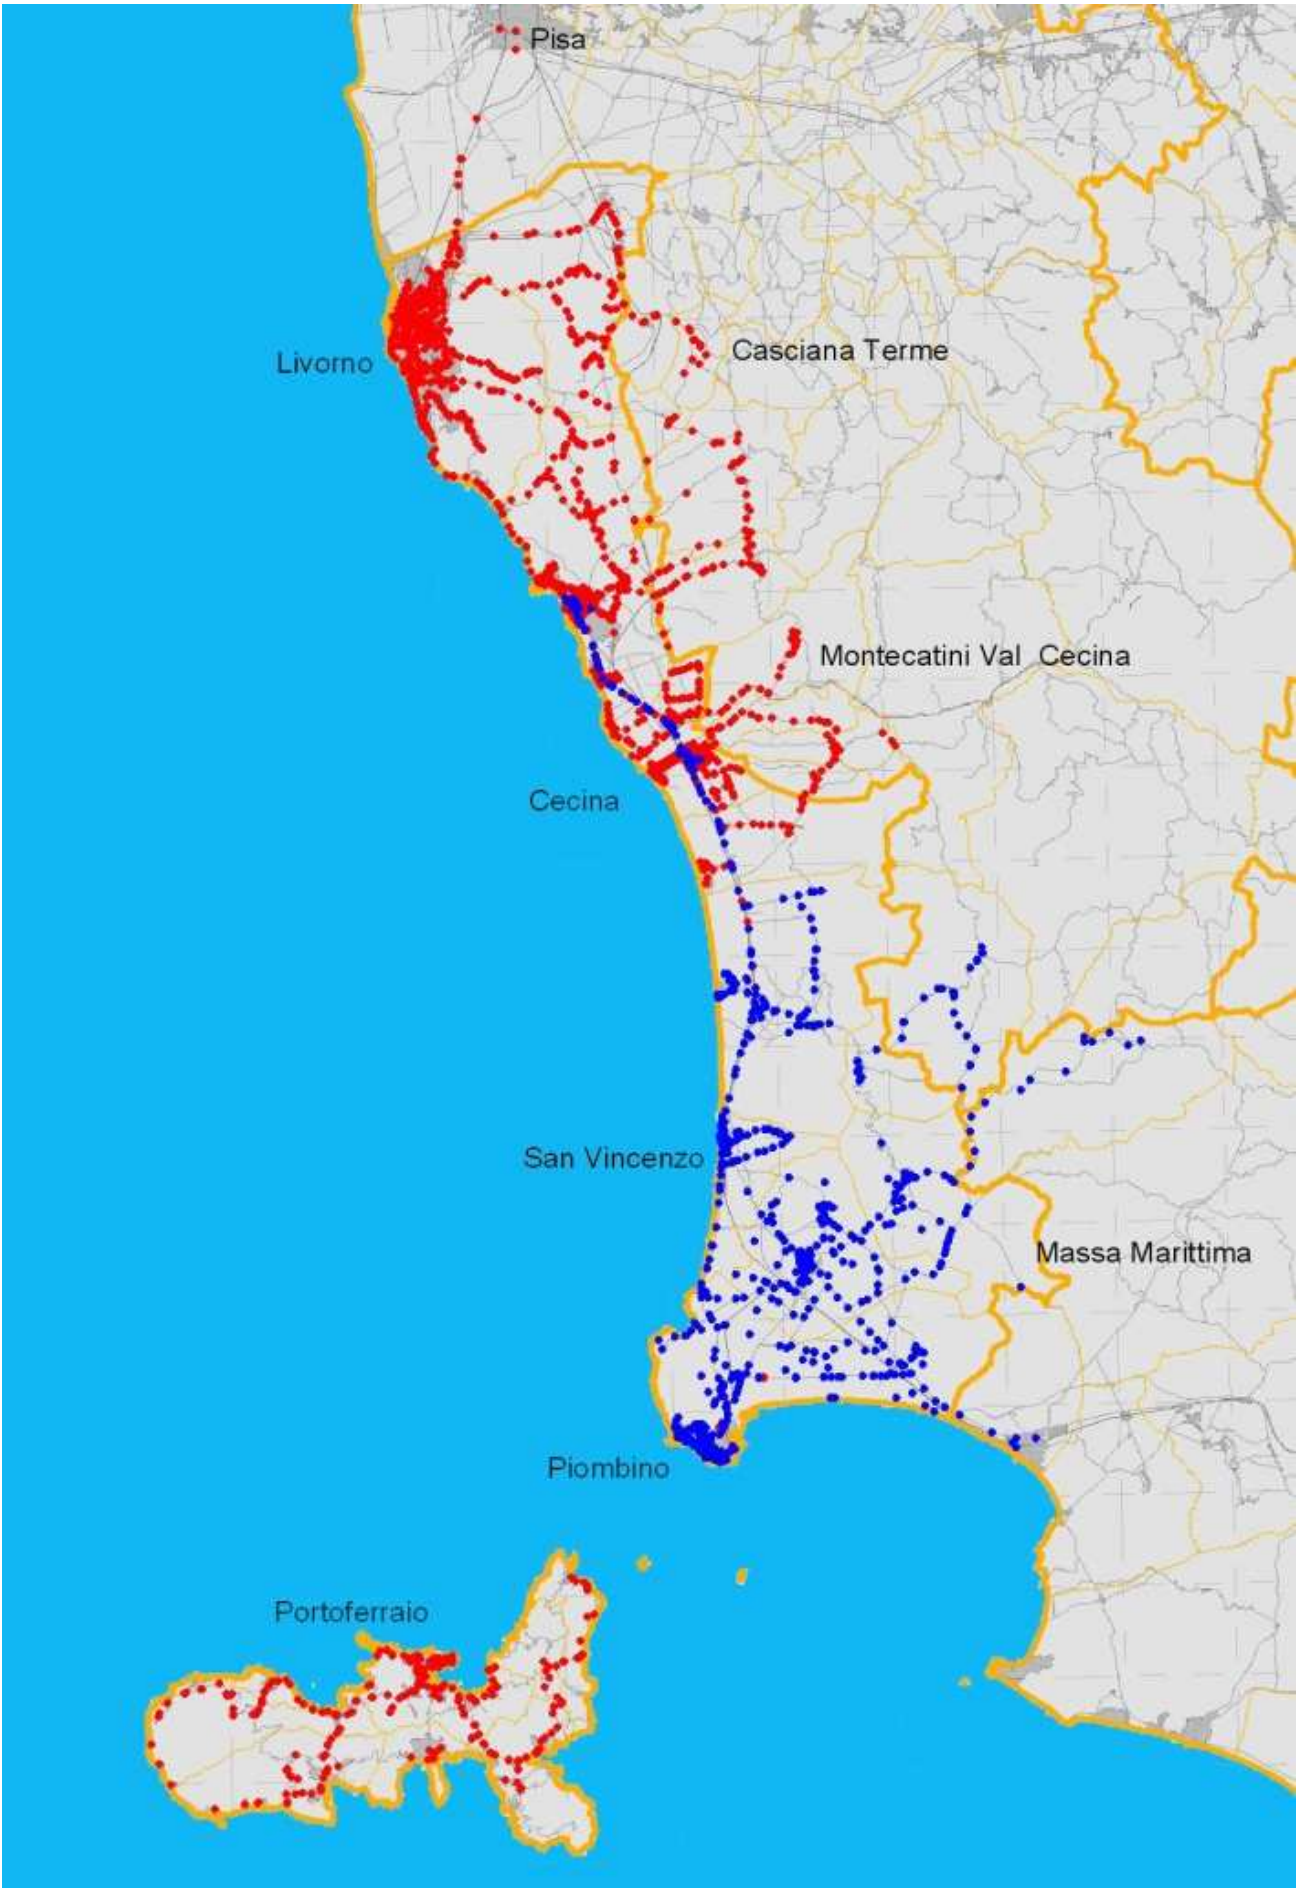 Pisa
Casciana Terme
Livorno
Montecatini Val Cecina
Cecina
San Vincenzo
Massa Marittima
Piombino
Portoferraio